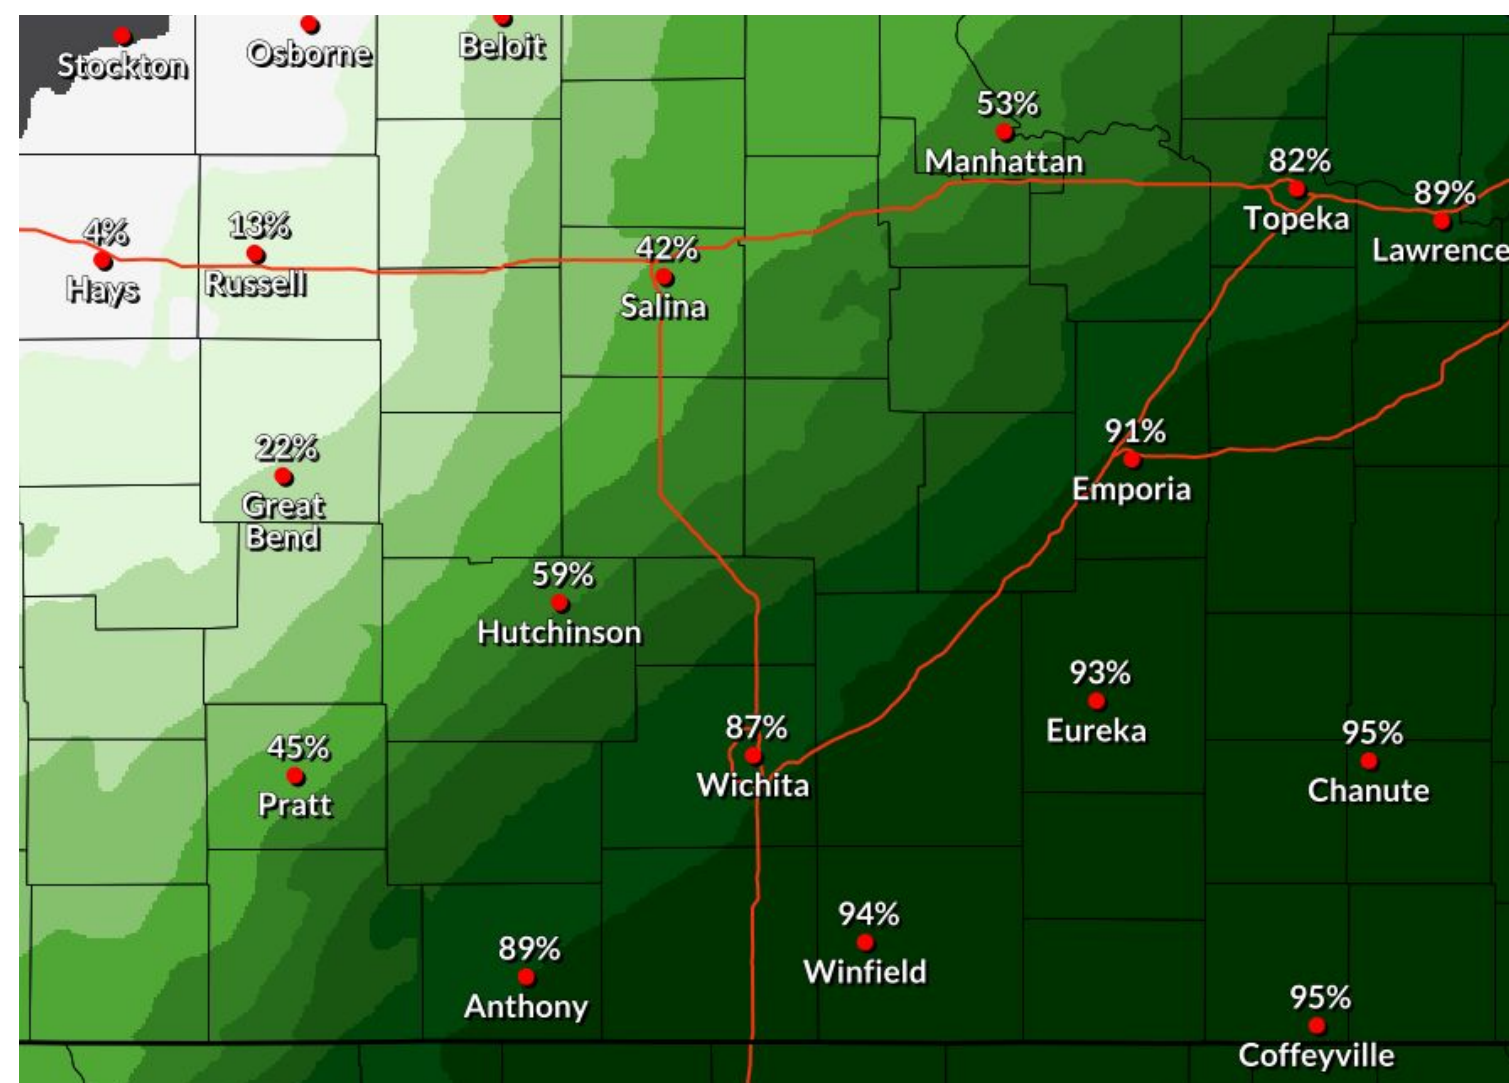 Stockton
Osborne
Beloit
53%
Manhattan
82%
Topeka
89%
Lawrence
4%
Hays
13%
Russell
42%
Salina
22%
Great
Bend
91%
Emporia
59%
Hutchinson
93%
Eureka
45%
Pratt
87%
Wichita
95%
Chanute
89%
Anthony
94%
Winfield
95%
Coffeyville